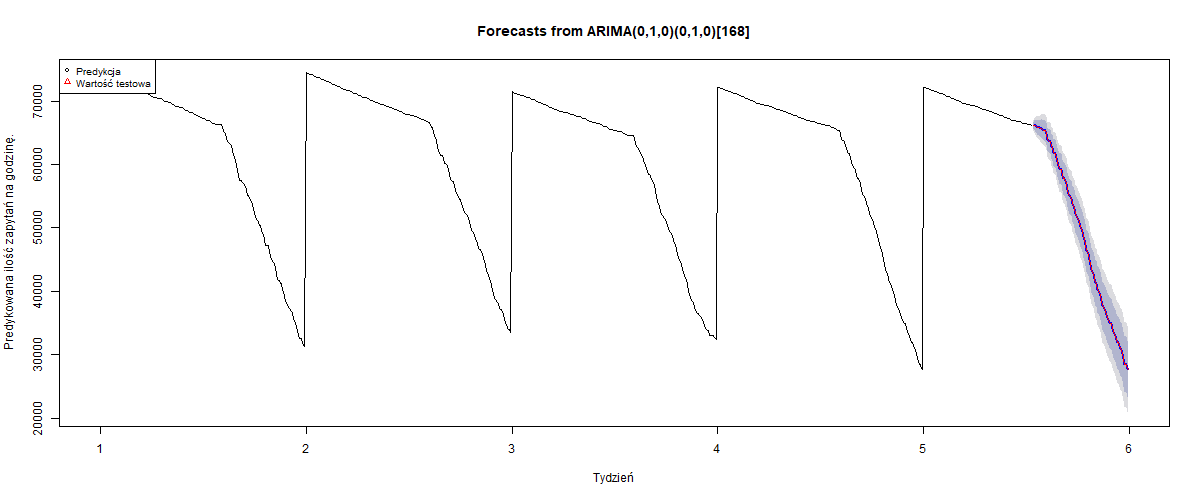 Forecasts from ARIMA(0,1,0)(0,1,0)[168]
Predykcja
Wartość testowa
Predykowana ilość zapytań na godzinę.
70000
60000
50000
40000
30000
20000
1 2 3 4 5 6
Tydzień